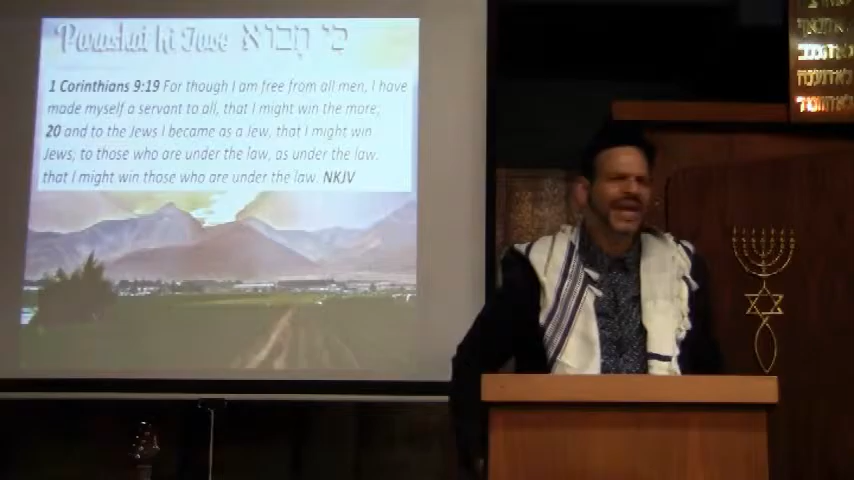 Parashat Ki Tavo כי תבוא
1 Corinthians 9:19 For though I am free from all men, I have
made myself a servant to all, that I might win the more;
20 and to the Jews I became as a Jew, that I might win
Jews; to those who are under the law, as under the law,
that I might win those who are under the law. NKJV